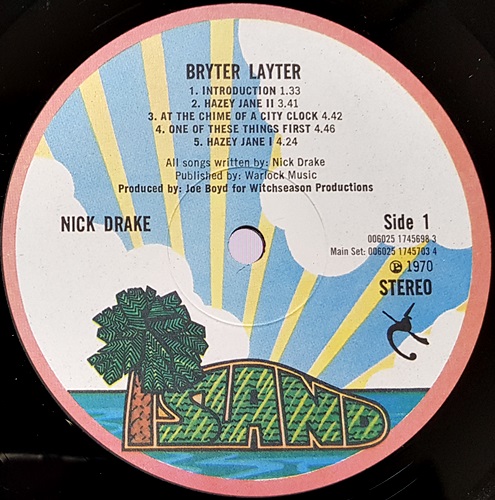 BRYTER LAYTER
1. INTRODUCTION 1.33
2. HAZEY JANE II 3.41
3. AT THE CHIME OF A CITY CLOCK 4.42
4. ONE OF THESE THINGS FIRST 4.46
5. HAZEY JANE I 4.24
All songs written by: Nick Drake
Published by: Warlock Music
Produced by: Joe Boyd for Witchseason Productions
NICK DRAKE
Side 1
006025 1745698 3
Main Set: 006025 1745703 4
℗ 1970
STEREO
ISLAND